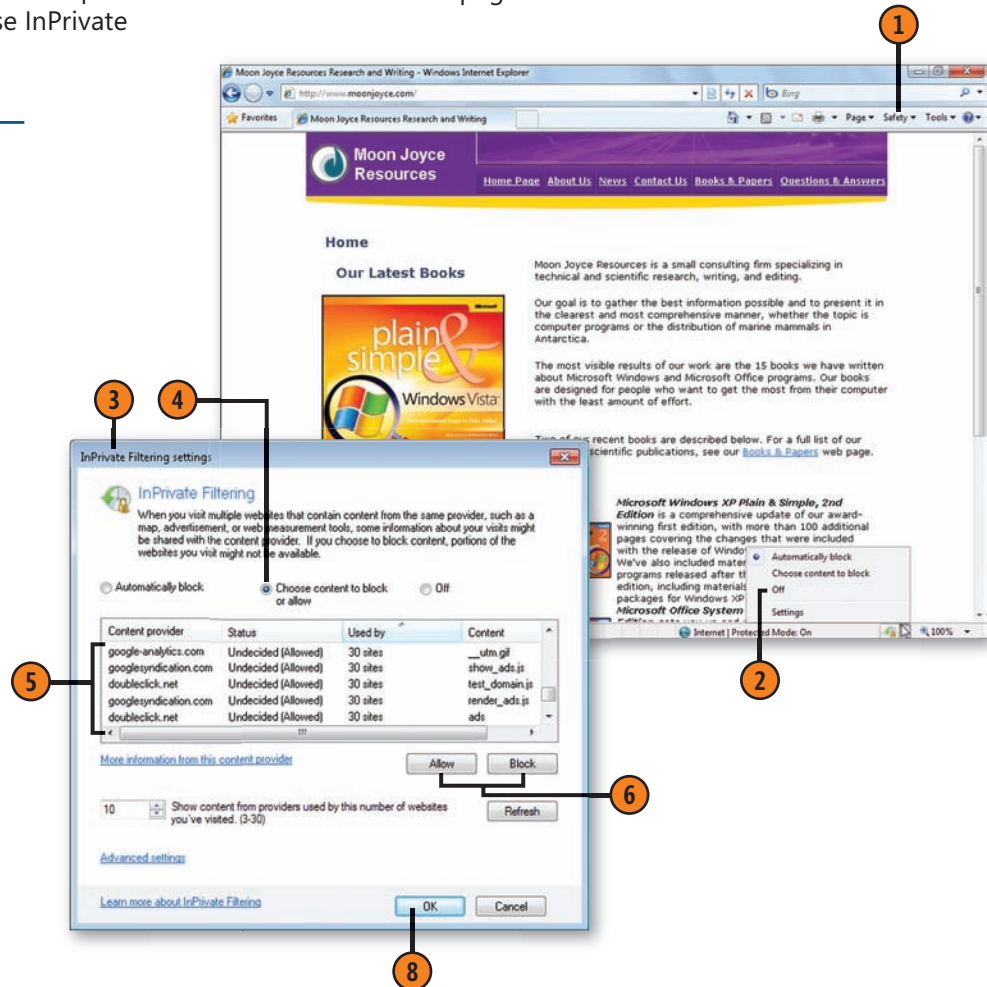 se InPrivate
1
Moon Joyce Resources Research and Writing - Windows Internet Explorer
http://www.moonjoyce.com/
Bing
Favorites
Moon Joyce Resources Research and Writing
Page
Safety
Tools
Moon Joyce
Resources
Home Page About Us News Contact Us Books & Papers Questions & Answers
Home
Our Latest Books
Microsoft
plain &
simple
Windows Vista
Moon Joyce Resources is a small consulting firm specializing in
technical and scientific research, writing, and editing.
Our goal is to gather the best information possible and to present it in
the clearest and most comprehensive manner, whether the topic is
computer programs or the distribution of marine mammals in
Antarctica.
The most visible results of our work are the 15 books we have written
about Microsoft Windows and Microsoft Office programs. Our books
are designed for people who want to get the most from their computer
with the least amount of effort.
Two of our recent books are described below. For a full list of our
scientific publications, see our Books & Papers web page.
Microsoft Windows XP Plain & Simple, 2nd
Edition is a comprehensive update of our award-
winning first edition, with more than 100 additional
pages covering the changes that were included
with the release of Windo
We've also included mater
programs released after th
edition, including materials
packages for Windows XP
Microsoft Office System
Automatically block
Choose content to block
Off
Settings
Internet | Protected Mode: On
100%
2
3
4
InPrivate Filtering settings
InPrivate Filtering
When you visit multiple websites that contain content from the same provider, such as a
map, advertisement, or web measurement tools, some information about your visits might
be shared with the content provider. If you choose to block content, portions of the
websites you visit might not be available.
Automatically block
Choose content to block
or allow
Off
Content provider Status Used by Content
google-analytics.com Undecided (Allowed) 30 sites __utm.gif
googlesyndication.com Undecided (Allowed) 30 sites show_ads.js
doubleclick.net Undecided (Allowed) 30 sites test_domain.js
googlesyndication.com Undecided (Allowed) 30 sites render_ads.js
doubleclick.net Undecided (Allowed) 30 sites ads
5
More information from this content provider
Allow
Block
6
10
Show content from providers used by this number of websites
you've visited. (3-30)
Refresh
Advanced settings
Learn more about InPrivate Filtering
OK
Cancel
8